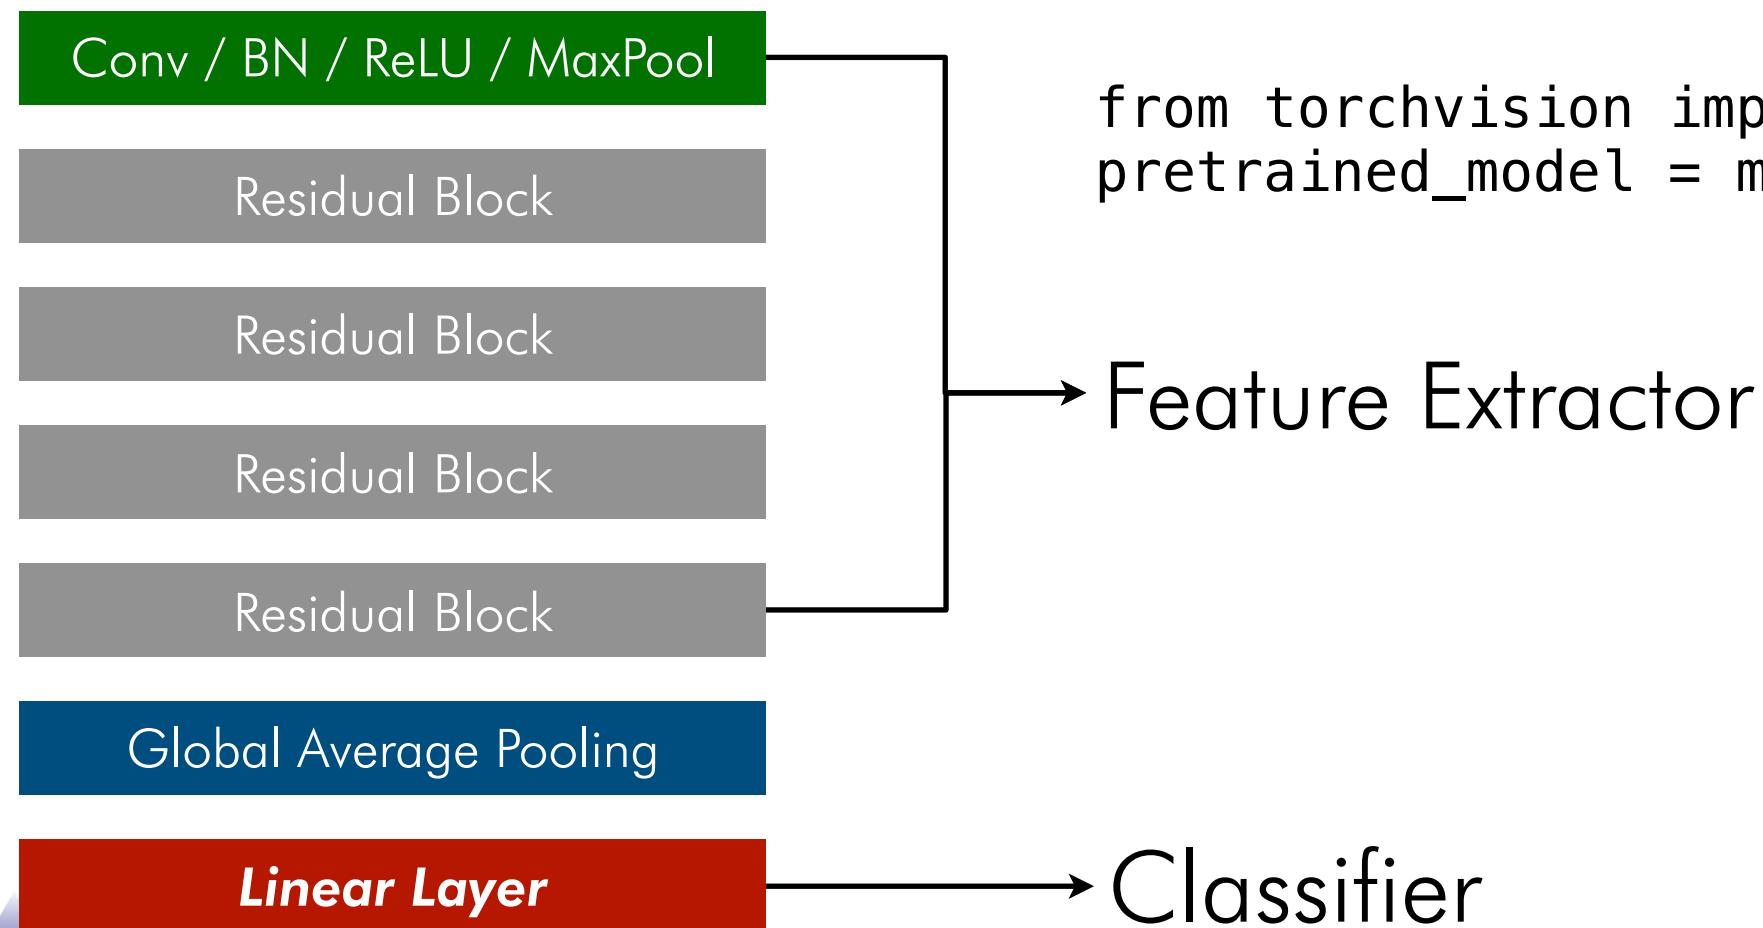 Conv / BN / ReLU / MaxPool
Residual Block
Residual Block
Residual Block
Residual Block
Global Average Pooling
Linear Layer
from torchvision imp
pretrained_model = m
Feature Extractor
Classifier